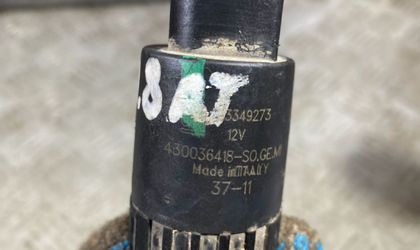 .8 AT
3349273
12V
430036418-SO.GE.MI
Made in ITALY
37-11